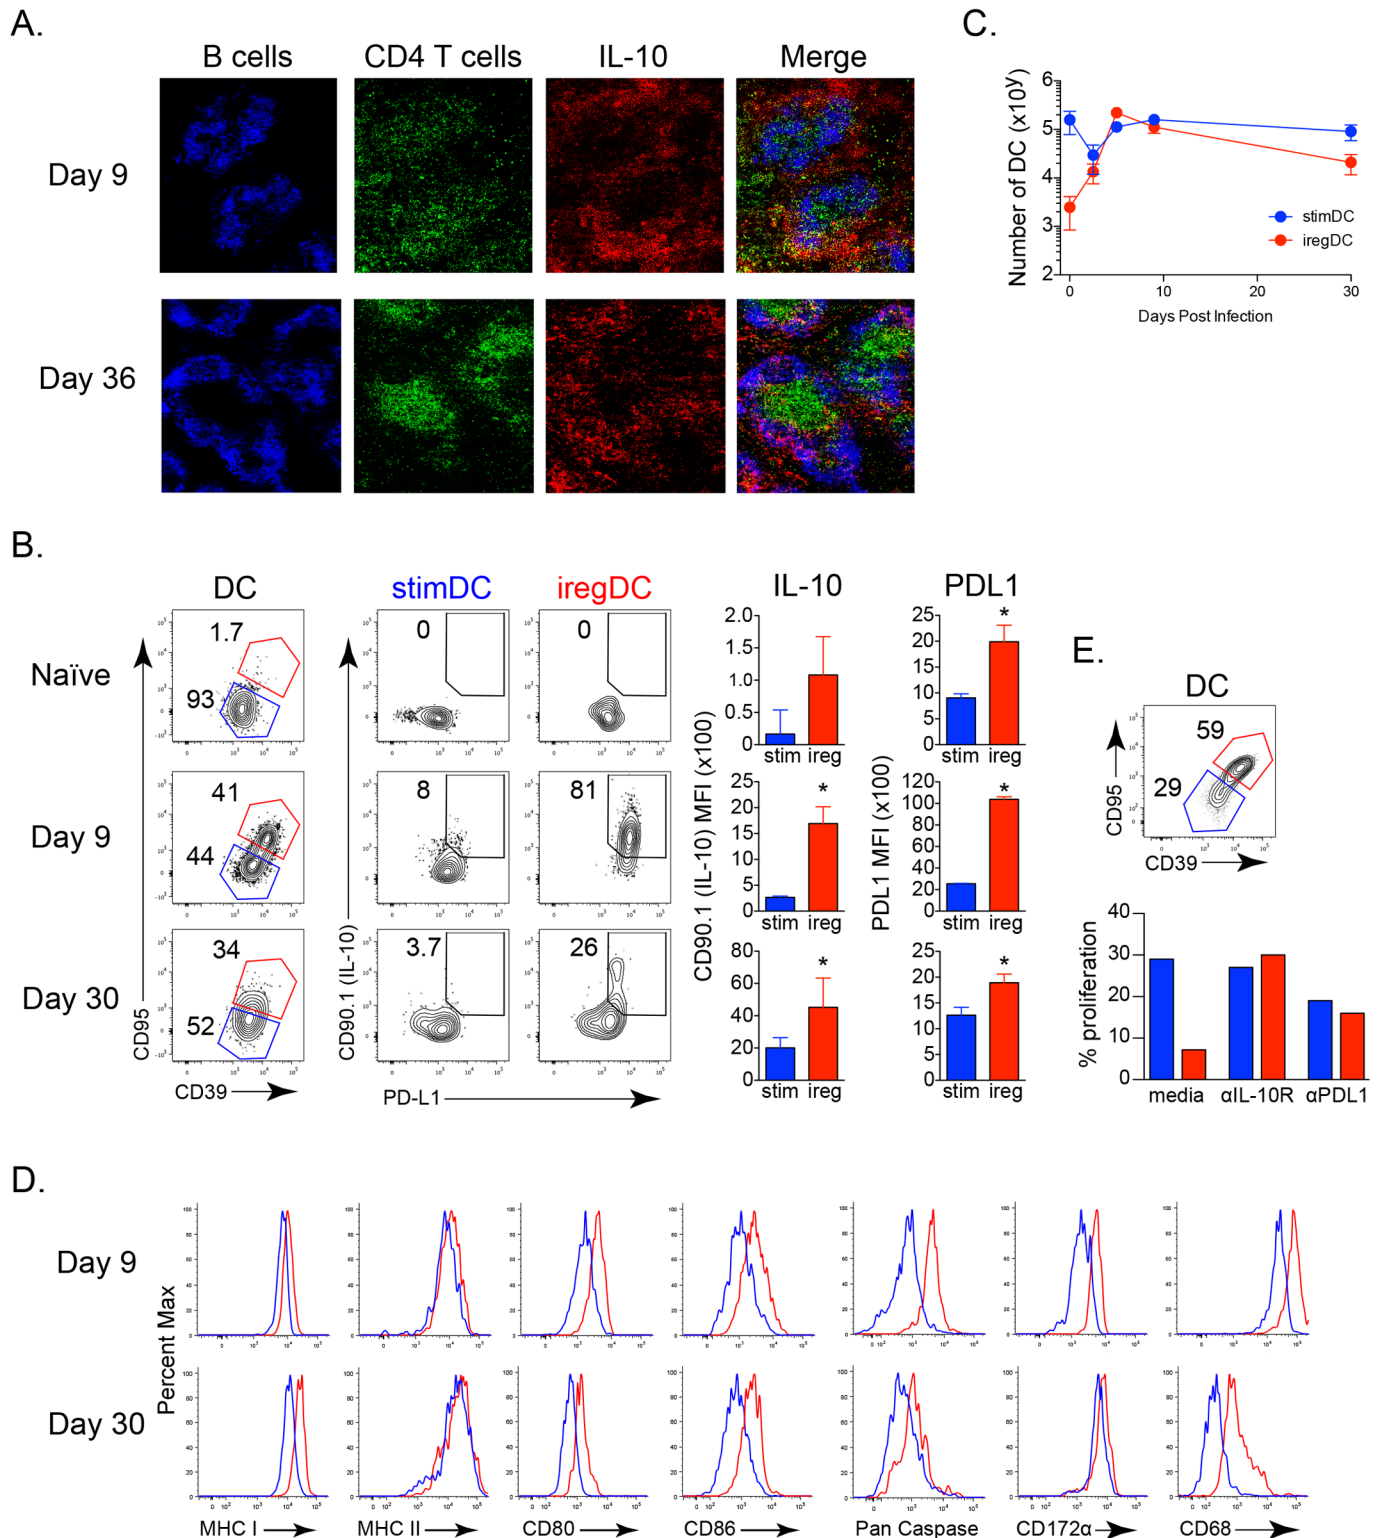 A.
B cells CD4 T cells IL-10 Merge
Day 9
Day 36
C.
Number of DC (x10y)
6
5
4
3
2
0 10 20 30
Days Post Infection
stimDC
iregDC
B.
DC stimDC iregDC IL-10 PDL1
Naïve
1.7
93
0
0
2.0
1.5
1.0
0.5
0.0
stim ireg
25
20
15
10
5
0
*
stim ireg
Day 9
41
44
8
81
25
20
15
10
5
0
*
stim ireg
120
100
80
60
40
20
0
*
stim ireg
Day 30
34
52
3.7
26
80
60
40
20
0
*
stim ireg
25
20
15
10
5
0
*
stim ireg
CD95
CD39
CD90.1 (IL-10)
PD-L1
CD90.1 (IL-10) MFI (x100)
PDL1 MFI (x100)
E.
DC
59
29
CD95
CD39
% proliferation
40
30
20
10
0
media αIL-10R αPDL1
D.
Day 9
Day 30
Percent Max
MHC I MHC II CD80 CD86 Pan Caspase CD172α CD68